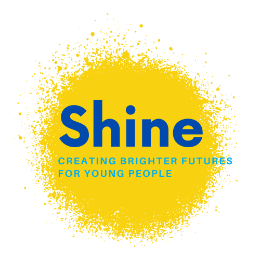 Shine
CREATING BRIGHTER FUTURES
FOR YOUNG PEOPLE